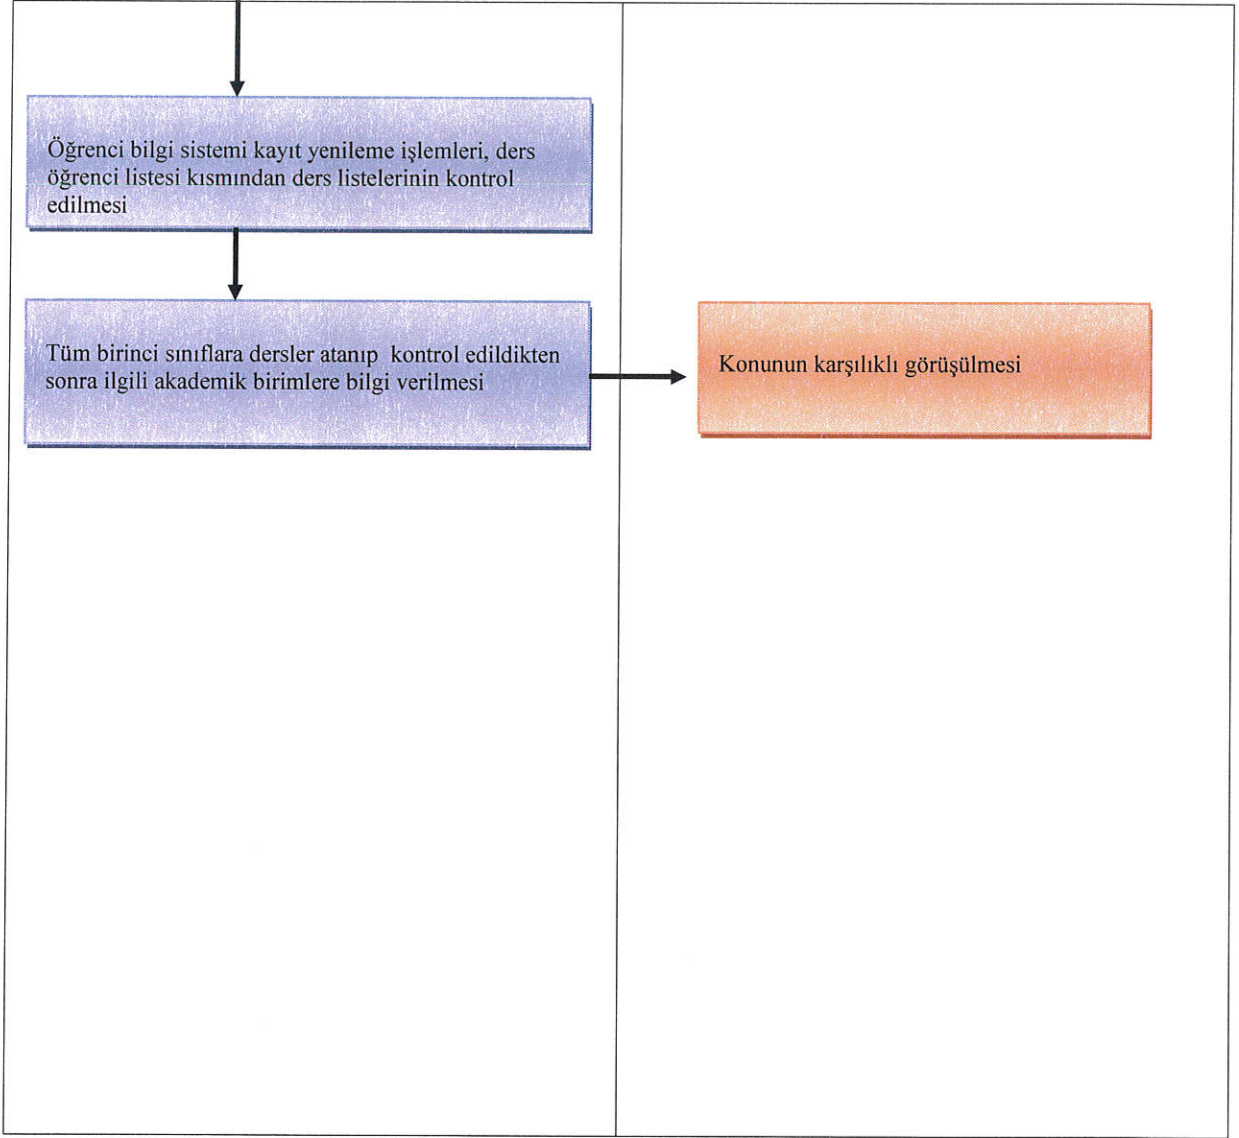 Öğrenci bilgi sistemi kayıt yenileme işlemleri, ders
öğrenci listesi kısmından ders listelerinin kontrol
edilmesi
Tüm birinci sınıflara dersler atanıp  kontrol edildikten
sonra ilgili akademik birimlere bilgi verilmesi
Konunun karşılıklı görüşülmesi